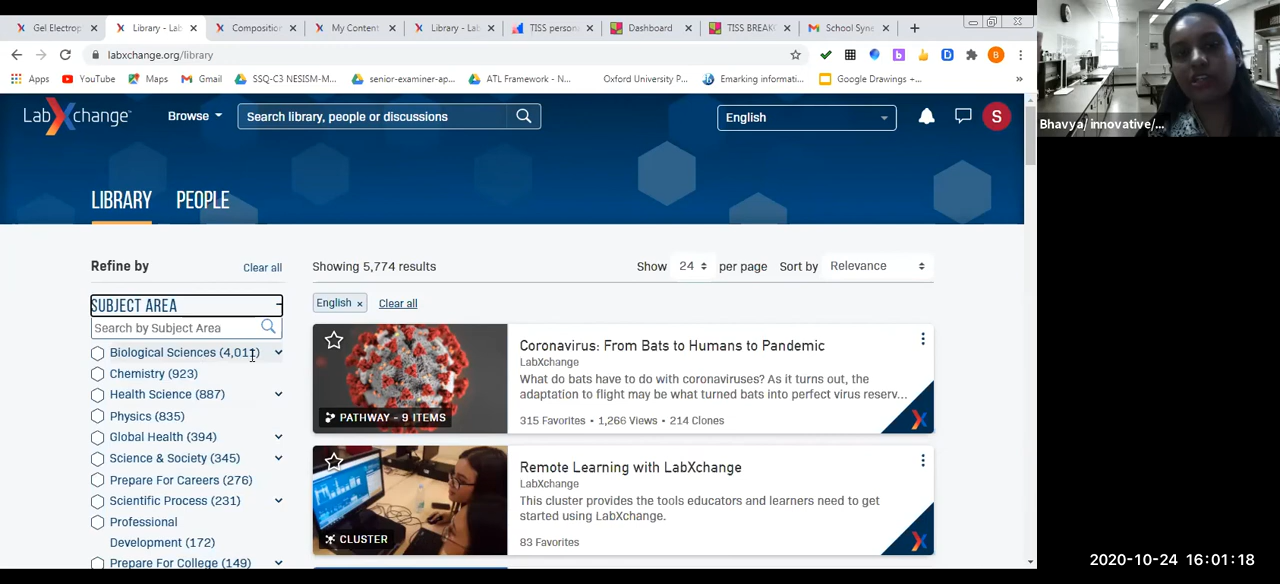 Gel Electrop
Library - Lab
Composition
My Content
Library - Lab
TISS person
Dashboard
TISS BREAK
School Syne
labxchange.org/library
Apps
YouTube
Maps
Gmail
SSQ-C3 NESISM-M...
senior-examiner-ap...
ATL Framework - N...
Oxford University P...
Emarking informati...
Google Drawings +...
LabXchange
Browse
Search library, people or discussions
English
S
LIBRARY
PEOPLE
Refine by
Clear all
Showing 5,774 results
Show 24 per page
Sort by Relevance
SUBJECT AREA
Search by Subject Area
English ×
Clear all
Biological Sciences (4,011)
Chemistry (923)
Health Science (887)
Physics (835)
Global Health (394)
Science & Society (345)
Prepare For Careers (276)
Scientific Process (231)
Professional
Development (172)
Prepare For College (149)
PATHWAY - 9 ITEMS
Coronavirus: From Bats to Humans to Pandemic
LabXchange
What do bats have to do with coronaviruses? As it turns out, the
adaptation to flight may be what turned bats into perfect virus reserv...
315 Favorites • 1,266 Views • 214 Clones
CLUSTER
Remote Learning with LabXchange
LabXchange
This cluster provides the tools educators and learners need to get
started using LabXchange.
83 Favorites
Bhavya/ innovative/...
2020-10-24 16:01:18